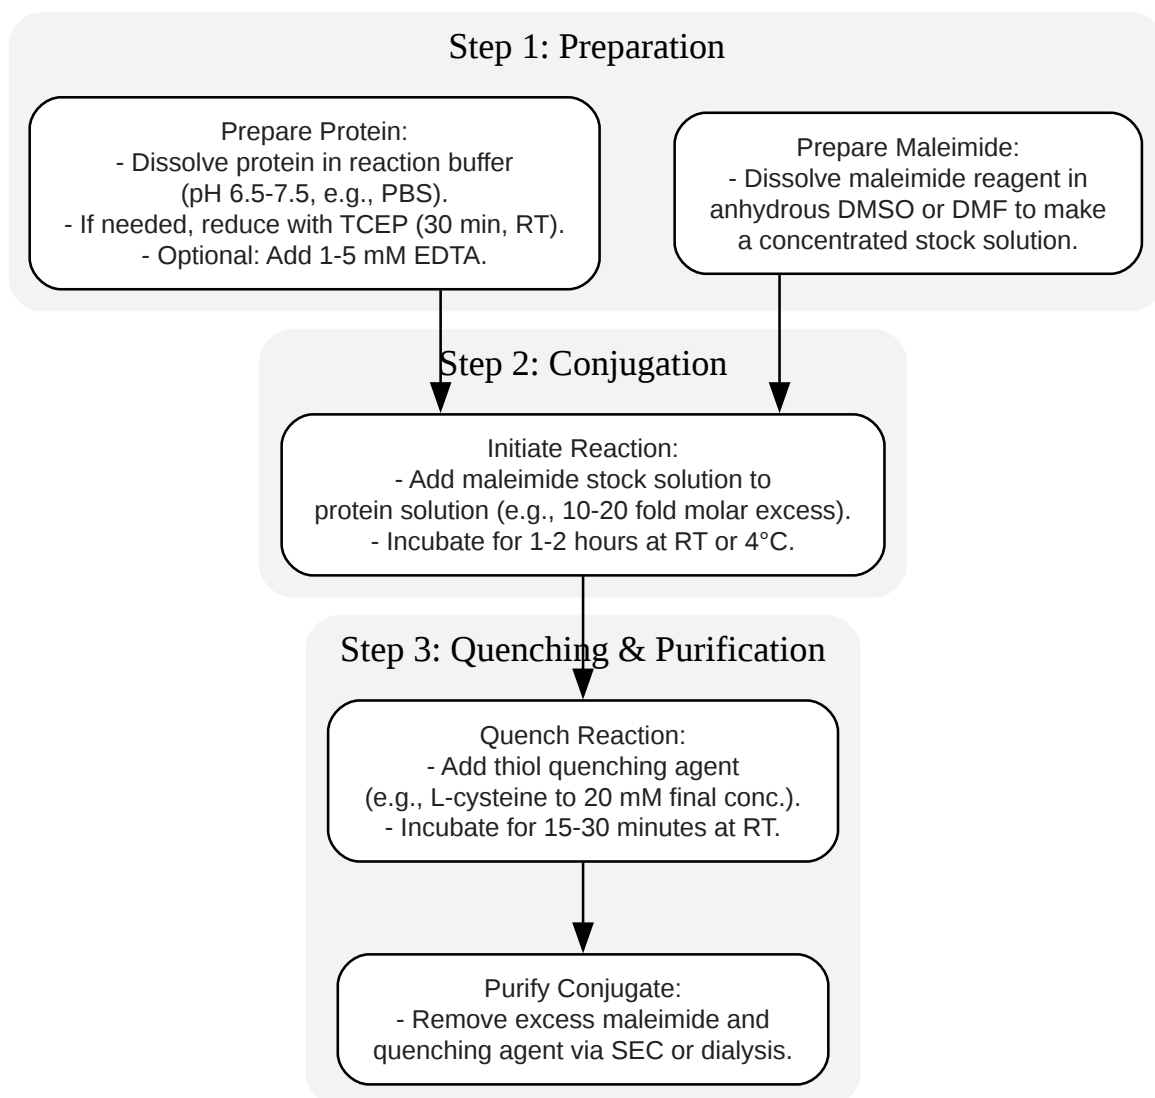 Step 1: Preparation
Prepare Protein:
- Dissolve protein in reaction buffer
(pH 6.5-7.5, e.g., PBS).
- If needed, reduce with TCEP (30 min, RT).
- Optional: Add 1-5 mM EDTA.
Prepare Maleimide:
- Dissolve maleimide reagent in
anhydrous DMSO or DMF to make
a concentrated stock solution.
Step 2: Conjugation
Initiate Reaction:
- Add maleimide stock solution to
protein solution (e.g., 10-20 fold molar excess).
- Incubate for 1-2 hours at RT or 4°C.
Step 3: Quenching & Purification
Quench Reaction:
- Add thiol quenching agent
(e.g., L-cysteine to 20 mM final conc.).
- Incubate for 15-30 minutes at RT.
Purify Conjugate:
- Remove excess maleimide and
quenching agent via SEC or dialysis.